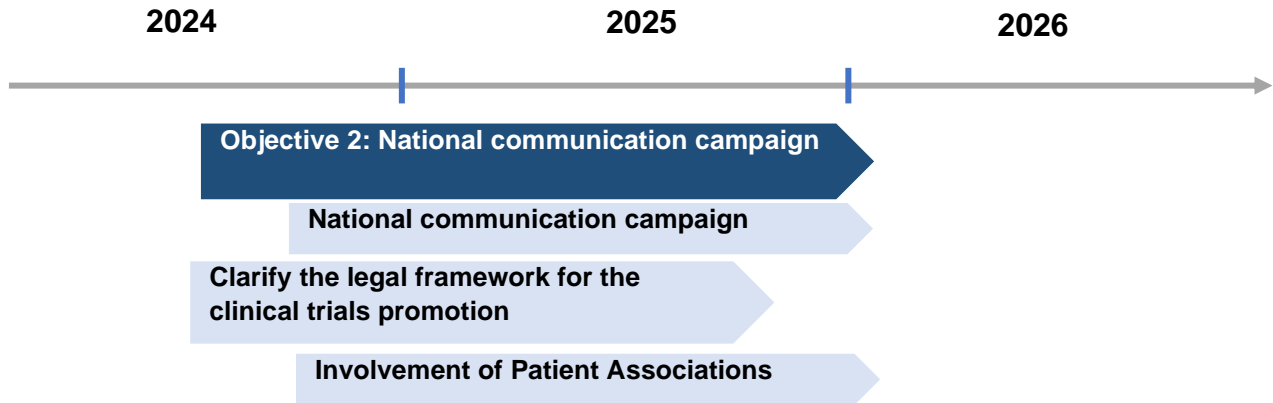 2024 2025 2026
Objective 2: National communication campaign
National communication campaign
Clarify the legal framework for the
clinical trials promotion
Involvement of Patient Associations